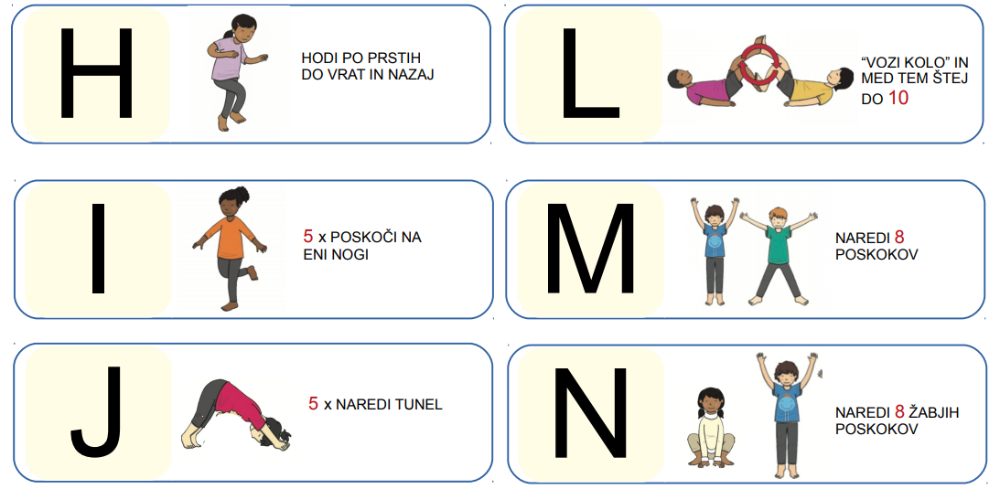 H
HODI PO PRSTIH
DO VRAT IN NAZAJ
L
“VOZI KOLO” IN
MED TEM ŠTEJ
DO 10
I
5 x POSKOČI NA
ENI NOGI
M
NAREDI 8
POSKOKOV
J
5 x NAREDI TUNEL
N
NAREDI 8 ŽABJIH
POSKOKOV